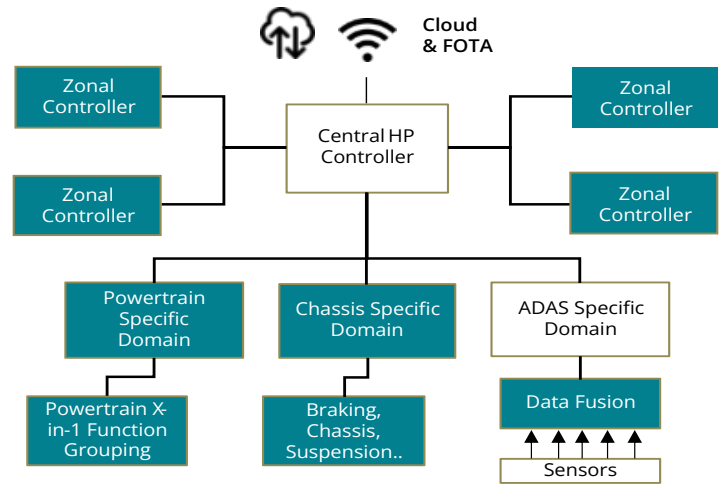 Cloud
& FOTA
Zonal
Controller
Zonal
Controller
Central HP
Controller
Zonal
Controller
Zonal
Controller
Powertrain
Specific
Domain
Chassis Specific
Domain
ADAS Specific
Domain
Powertrain X-
in-1 Function
Grouping
Braking,
Chassis,
Suspension..
Data Fusion
Sensors